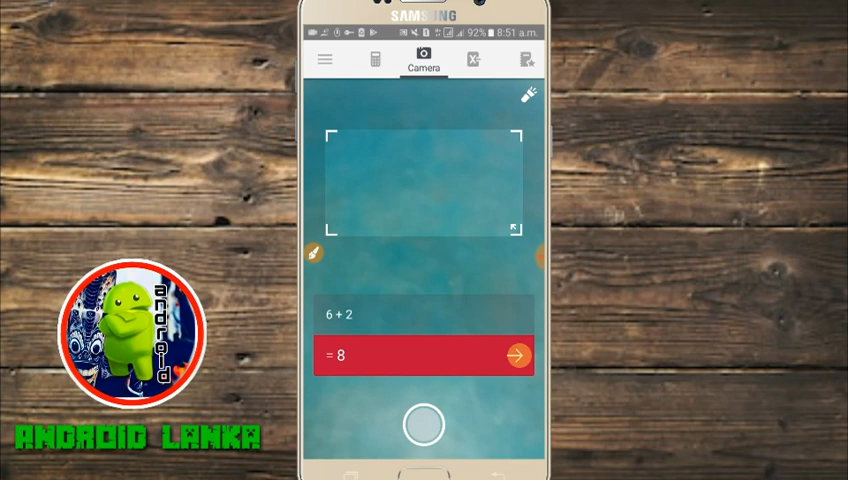 SAMSUNG
92% 8:51 a.m.
Camera
6 + 2
= 8
android
ANDROID LANKA